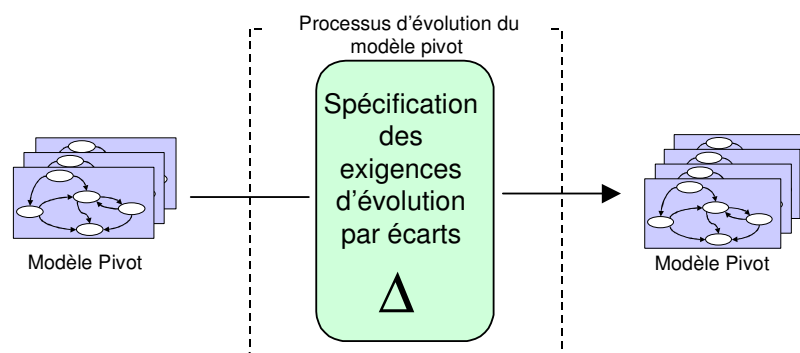 Processus d'évolution du
modèle pivot
Spécification
des
exigences
d'évolution
par écarts
Δ
Modèle Pivot
Modèle Pivot